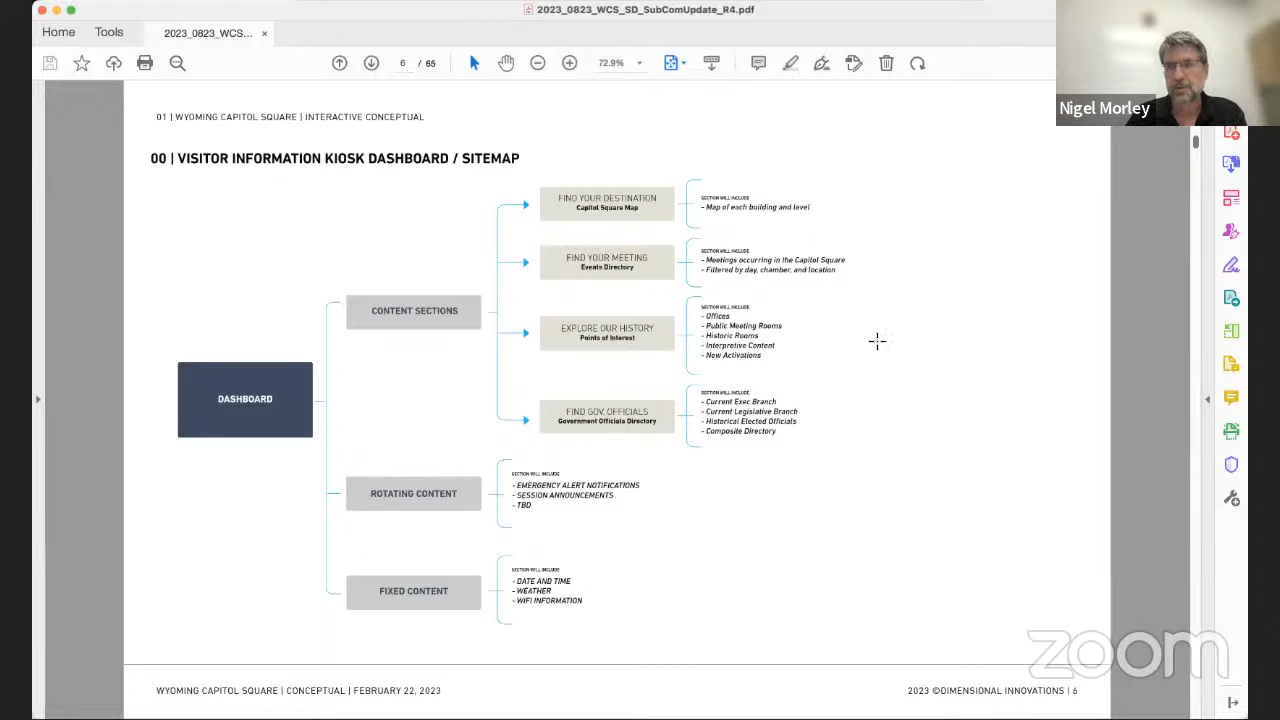 2023_0823_WCS_SD_SubComUpdate_R4.pdf
Home
Tools
2023_0823_WCS...
6 / 65
72.9%
Nigel Morley
01 | WYOMING CAPITOL SQUARE | INTERACTIVE CONCEPTUAL
00 | VISITOR INFORMATION KIOSK DASHBOARD / SITEMAP
DASHBOARD
CONTENT SECTIONS
FIND YOUR DESTINATION
Capitol Square Map
SECTION WILL INCLUDE
- Map of each building and level
FIND YOUR MEETING
Events Directory
SECTION WILL INCLUDE
- Meetings occurring in the Capitol Square
- Filtered by day, chamber, and location
EXPLORE OUR HISTORY
Points of Interest
SECTION WILL INCLUDE
- Offices
- Public Meeting Rooms
- Historic Rooms
- Interpretive Content
- New Activations
FIND GOV. OFFICIALS
Government Officials Directory
SECTION WILL INCLUDE
- Current Exec Branch
- Current Legislative Branch
- Historical Elected Officials
- Composite Directory
ROTATING CONTENT
SECTION WILL INCLUDE
- EMERGENCY ALERT NOTIFICATIONS
- SESSION ANNOUNCEMENTS
- TBD
FIXED CONTENT
SECTION WILL INCLUDE
- DATE AND TIME
- WEATHER
- WIFI INFORMATION
zoom
WYOMING CAPITOL SQUARE | CONCEPTUAL | FEBRUARY 22, 2023
2023 ©DIMENSIONAL INNOVATIONS | 6